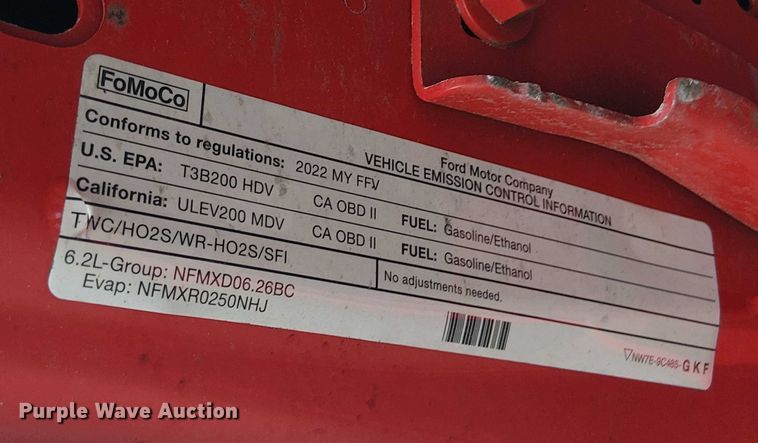 FoMoCo
Ford Motor Company
VEHICLE EMISSION CONTROL INFORMATION
Conforms to regulations: 2022 MY FFV
U.S. EPA: T3B200 HDV CA OBD II FUEL: Gasoline/Ethanol
California: ULEV200 MDV CA OBD II FUEL: Gasoline/Ethanol
TWC/HO2S/WR-HO2S/SFI No adjustments needed.
6.2L-Group: NFMXD06.26BC
Evap: NFMXR0250NHJ
NW7E-9C485-GKF
Purple Wave Auction